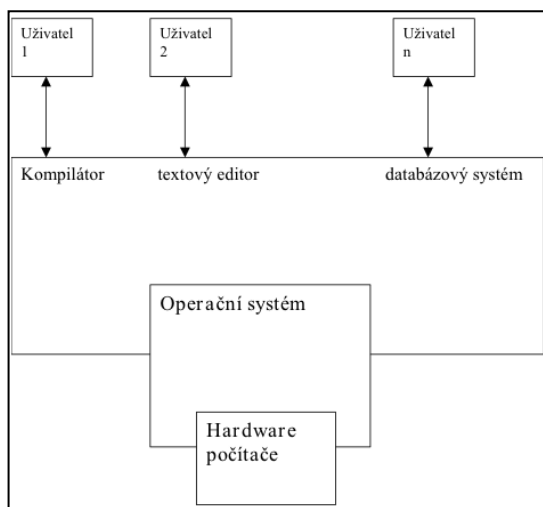 Uživatel
1
Uživatel
2
Uživatel
n
Kompilátor
textový editor
databázový systém
Operační systém
Hardware
počítače